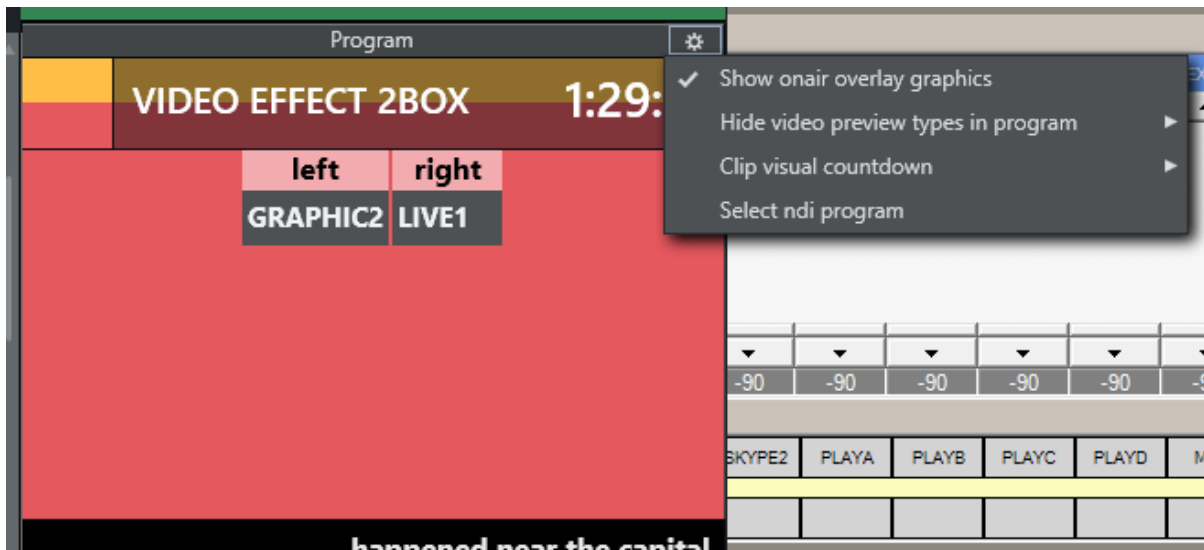 Program
VIDEO EFFECT 2BOX 1:29:
left right
GRAPHIC2 LIVE1
Show onair overlay graphics
Hide video preview types in program
Clip visual countdown
Select ndi program
-90 -90 -90 -90 -90
SKYPE2 PLAYA PLAYB PLAYC PLAYD
happened near the capital